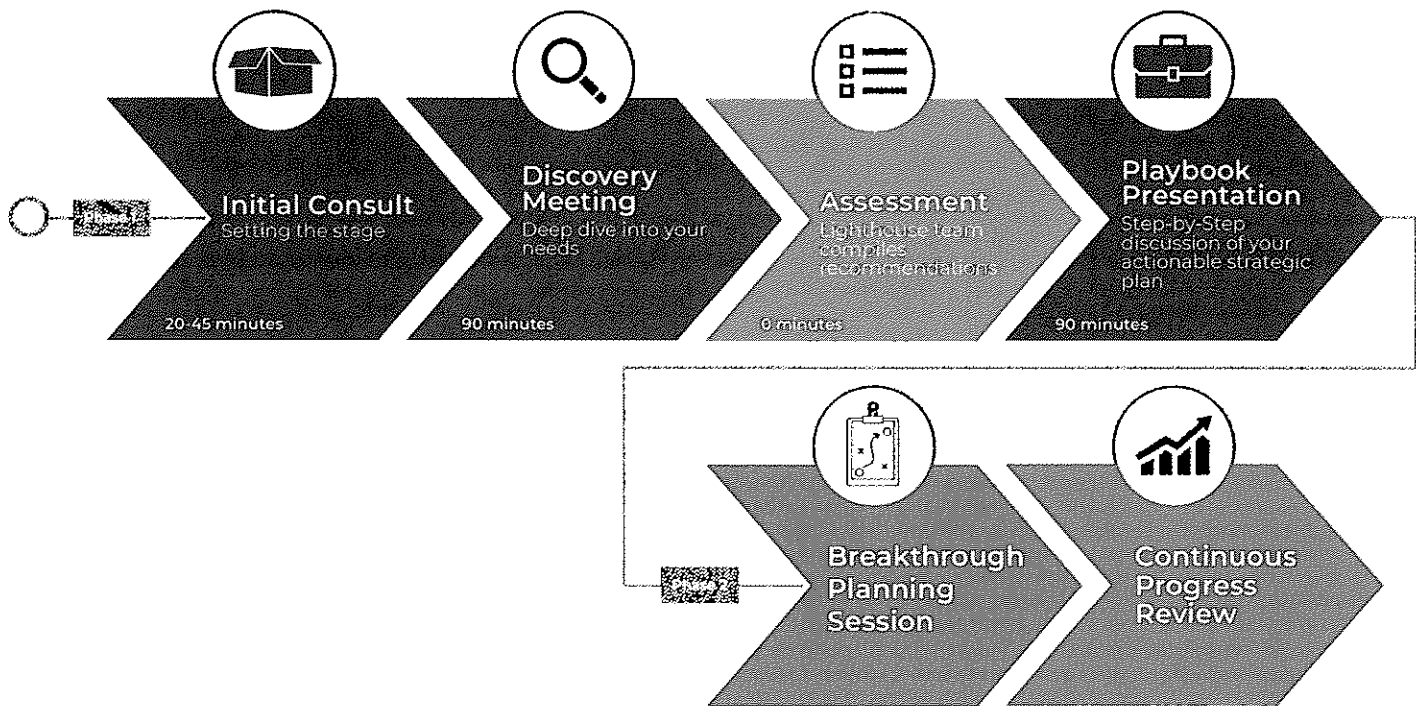 Phase 1
Initial Consult
Setting the stage
20-45 minutes
Discovery
Meeting
Deep dive into your
needs
90 minutes
Assessment
Lighthouse team
compiles
recommendations
0 minutes
Playbook
Presentation
Step-by-Step
discussion of your
actionable strategic
plan
90 minutes
Phase 2
Breakthrough
Planning
Session
Continuous
Progress
Review